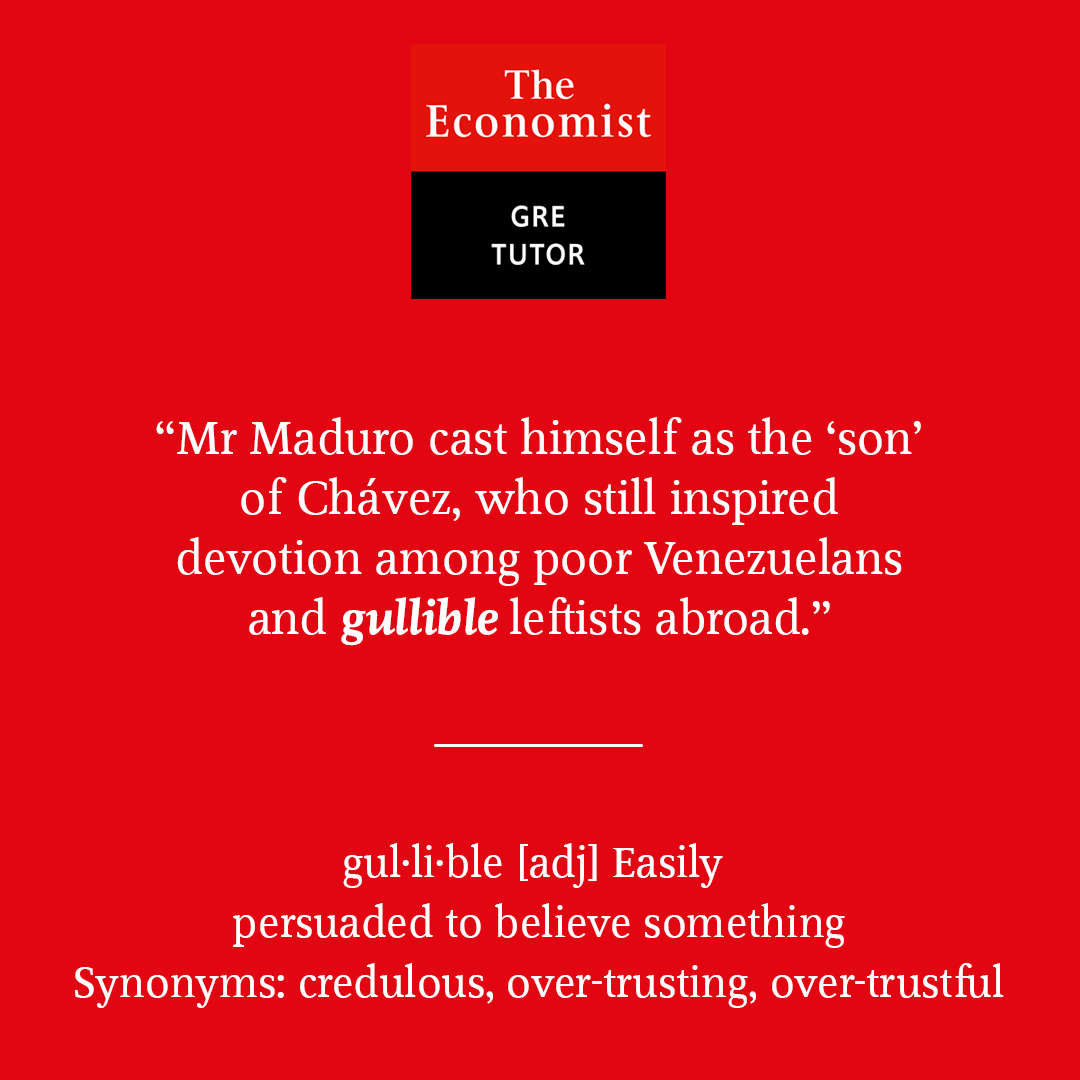 The
Economist
GRE
TUTOR
“Mr Maduro cast himself as the ‘son’
of Chávez, who still inspired
devotion among poor Venezuelans
and gullible leftists abroad.”
gul·li·ble [adj] Easily
persuaded to believe something
Synonyms: credulous, over-trusting, over-trustful